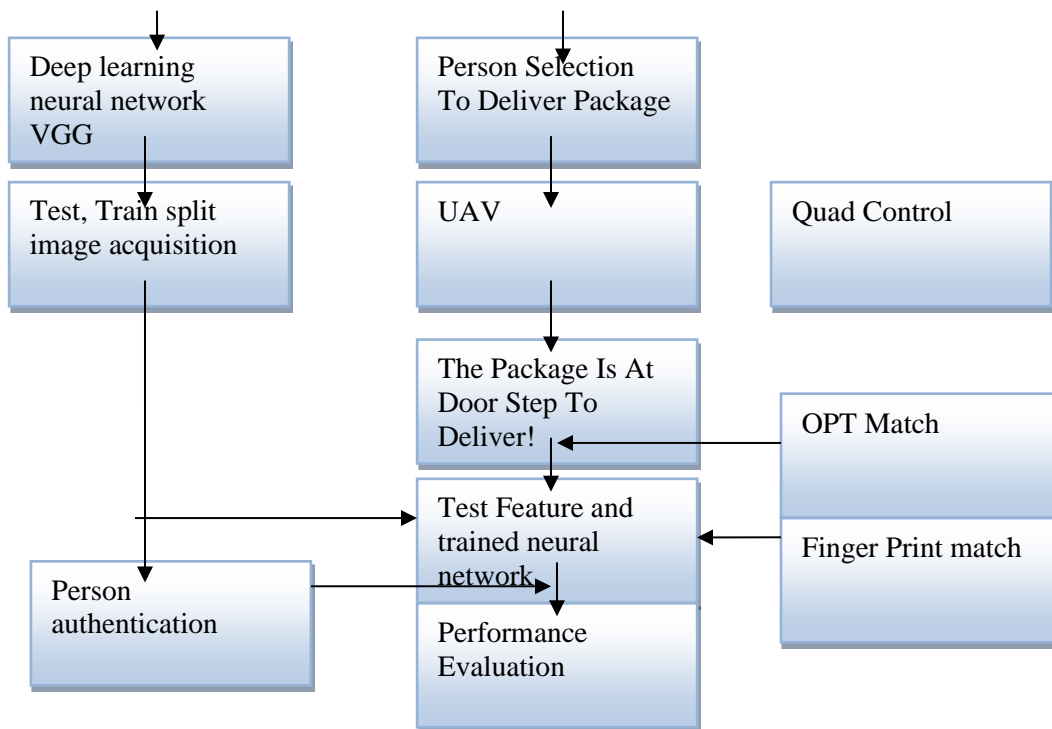 Deep learning
neural network
VGG
Person Selection
To Deliver Package
Test, Train split
image acquisition
UAV
Quad Control
The Package Is At
Door Step To
Deliver!
OPT Match
Test Feature and
trained neural
network
Finger Print match
Person
authentication
Performance
Evaluation